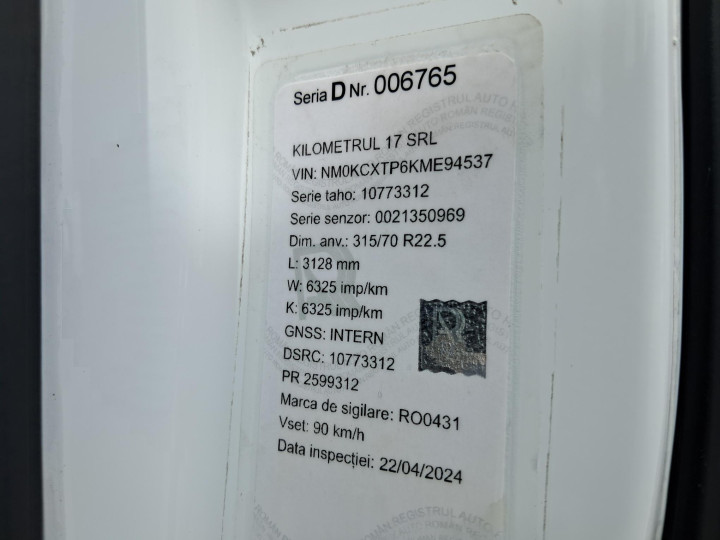 Seria D Nr. 006765
KILOMETRUL 17 SRL
VIN: NM0KCXTP6KME94537
Serie taho: 10773312
Serie senzor: 0021350969
Dim. anv.: 315/70 R22.5
L: 3128 mm
W: 6325 imp/km
K: 6325 imp/km
GNSS: INTERN
DSRC: 10773312
PR 2599312
Marca de sigilare: RO0431
Vset: 90 km/h
Data inspecției: 22/04/2024